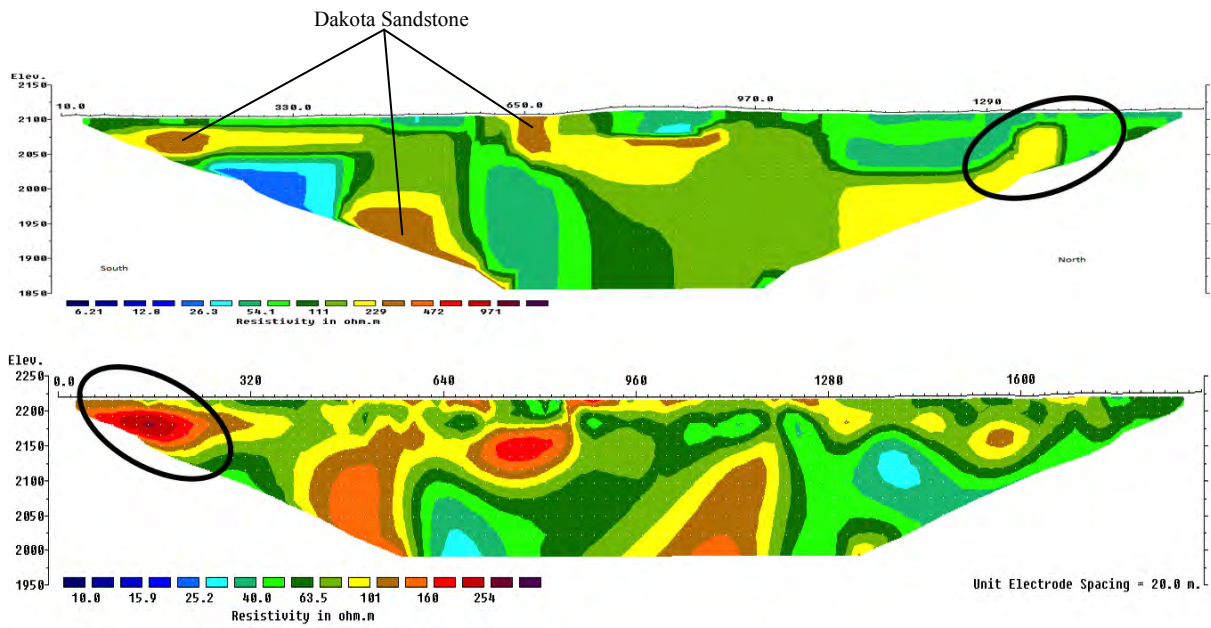 Dakota Sandstone
Elev.
2150
10.0 330.0 650.0 970.0 1290
2100
2050
2000
1950
1900
1850
South
North
6.21 12.8 26.3 54.1 111 229 472 971
Resistivity in ohm.m
Elev.
2250
0.0 320 640 960 1280 1600
2200
2150
2100
2050
2000
1950
10.0 15.9 25.2 40.0 63.5 101 160 254
Resistivity in ohm.m
Unit Electrode Spacing = 20.0 m.